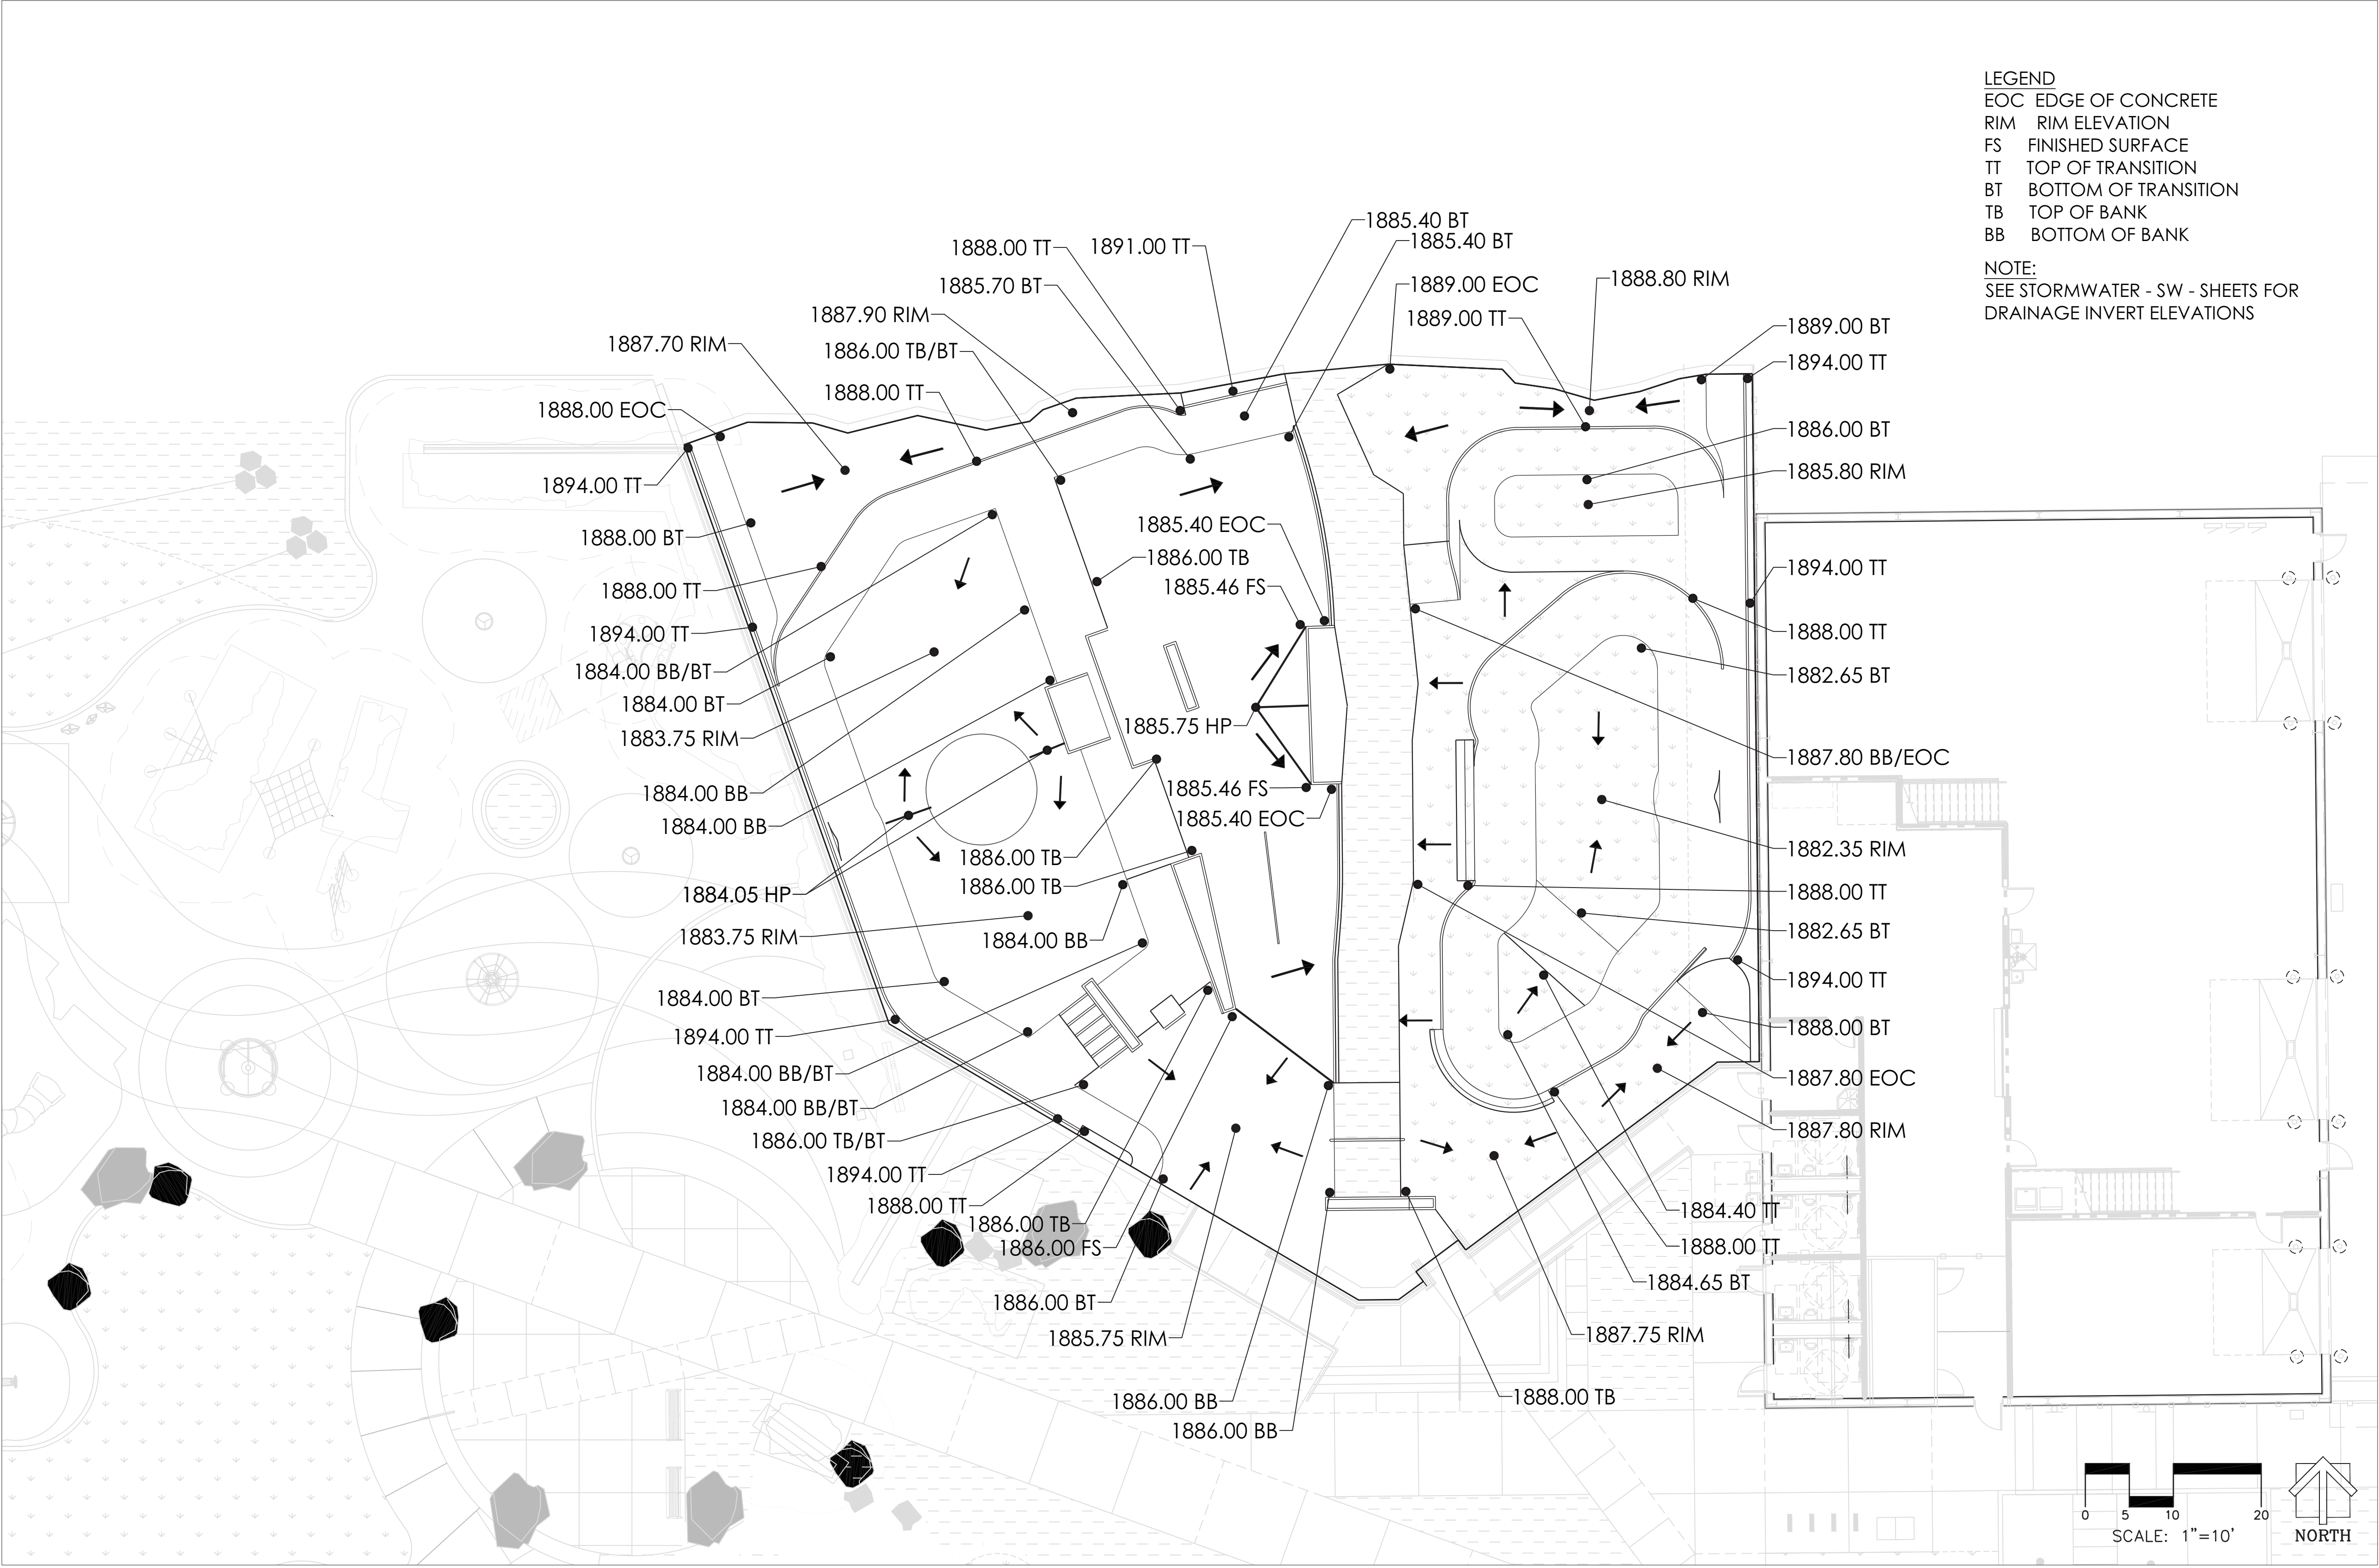 LEGEND
EOC EDGE OF CONCRETE
RIM RIM ELEVATION
FS FINISHED SURFACE
TT TOP OF TRANSITION
BT BOTTOM OF TRANSITION
TB TOP OF BANK
BB BOTTOM OF BANK
NOTE:
SEE STORMWATER - SW - SHEETS FOR
DRAINAGE INVERT ELEVATIONS
1885.40 BT
1885.40 BT
1888.00 TT
1891.00 TT
1885.70 BT
1889.00 EOC
1888.80 RIM
1887.90 RIM
1889.00 TT
1887.70 RIM
1886.00 TB/BT
1888.00 TT
1888.00 EOC
1894.00 TT
1888.00 BT
1888.00 TT
1894.00 TT
1884.00 BB/BT
1884.00 BT
1883.75 RIM
1884.00 BB
1884.00 BB
1884.05 HP
1883.75 RIM
1884.00 BT
1894.00 TT
1884.00 BB/BT
1884.00 BB/BT
1886.00 TB/BT
1894.00 TT
1888.00 TT
1886.00 TB
1886.00 FS
1886.00 BT
1885.75 RIM
1886.00 BB
1886.00 BB
1885.40 EOC
1886.00 TB
1885.46 FS
1885.75 HP
1885.46 FS
1885.40 EOC
1886.00 TB
1886.00 TB
1884.00 BB
1889.00 BT
1894.00 TT
1886.00 BT
1885.80 RIM
1894.00 TT
1888.00 TT
1882.65 BT
1887.80 BB/EOC
1882.35 RIM
1888.00 TT
1882.65 BT
1894.00 TT
1888.00 BT
1887.80 EOC
1887.80 RIM
1884.40 TT
1888.00 TT
1884.65 BT
1887.75 RIM
1888.00 TB
0 5 10 20
SCALE: 1"=10'
NORTH